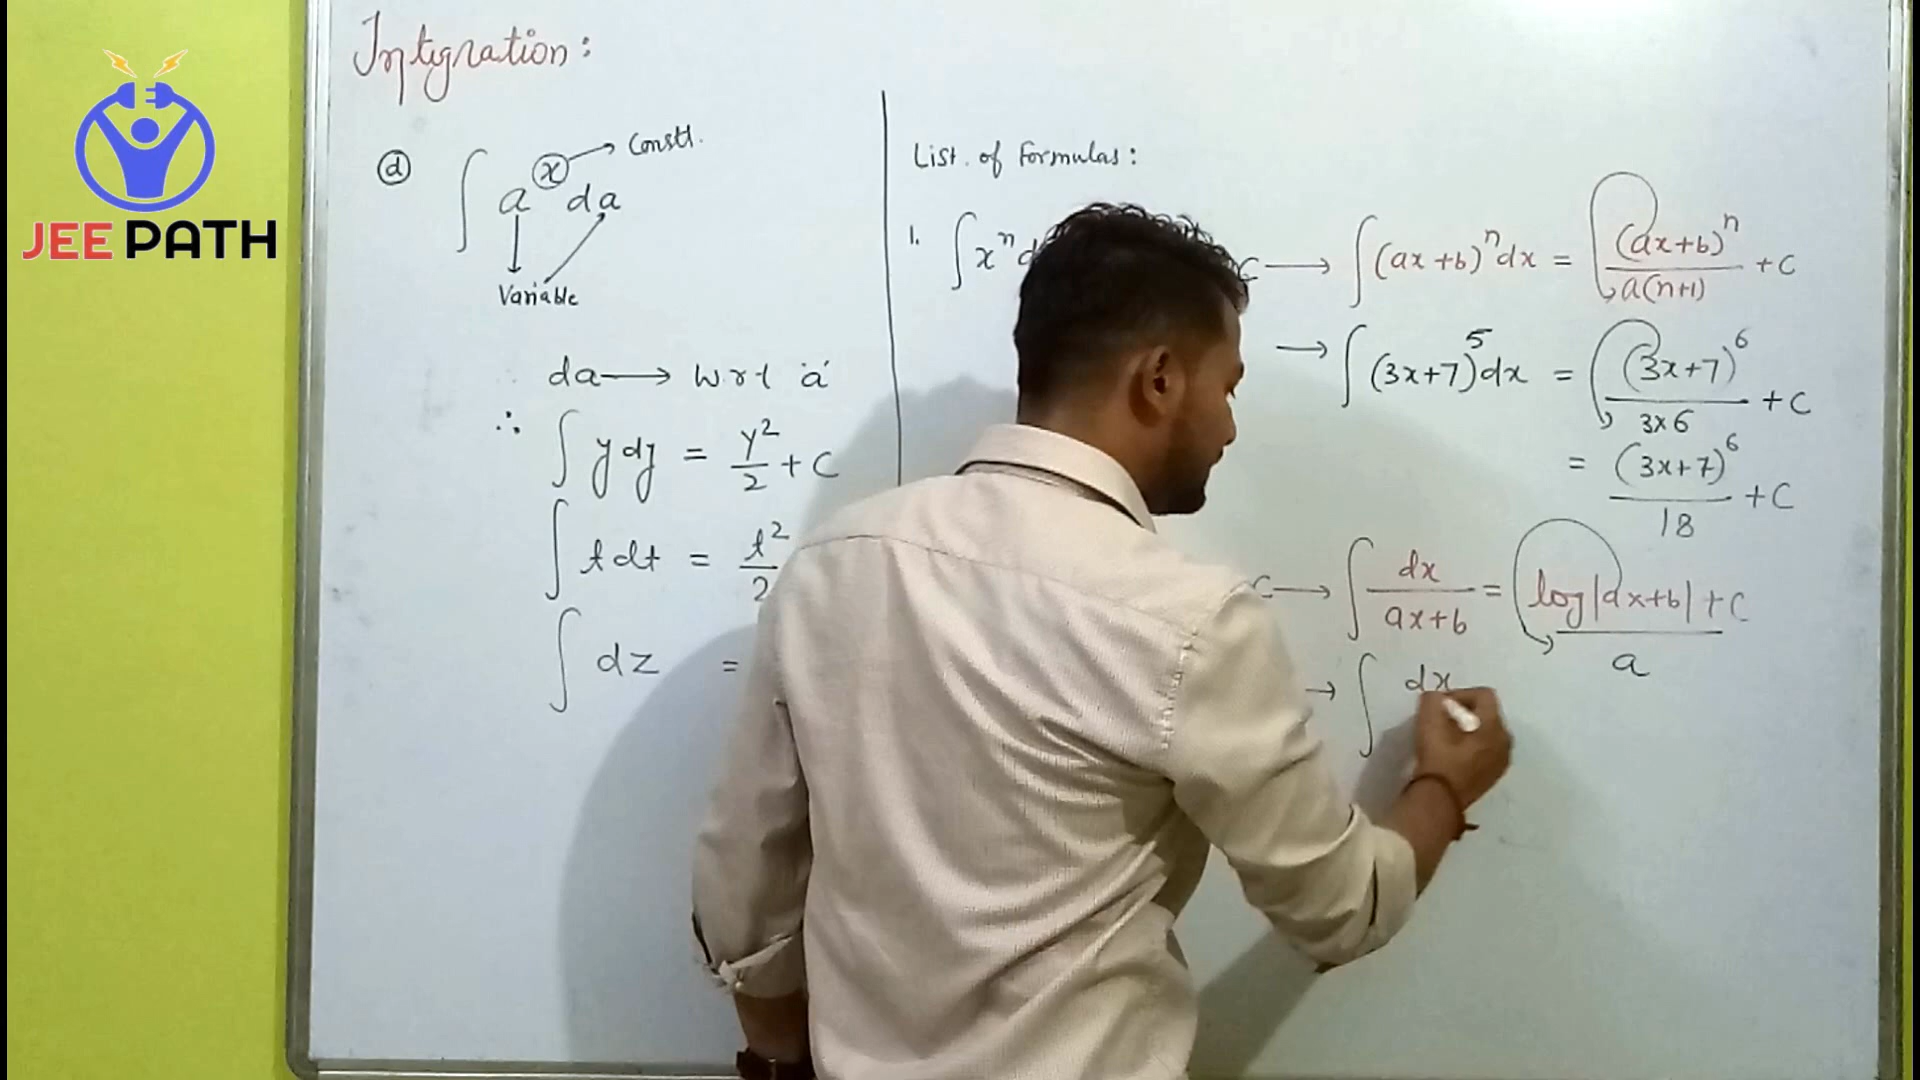 JEE PATH
Integration:
(d) ∫ a^x da → Constt.
Variable
da → wrt 'a'
∴ ∫ y dy = y²/2 + C
∫ t dt = t²/2
∫ dz =
List of Formulas:
1. ∫ x^n d
C → ∫ (ax+b)^n dx = (ax+b)^n / a(n+1) + C
→ ∫ (3x+7)^5 dx = (3x+7)^6 / 3x6 + C
= (3x+7)^6 / 18 + C
C → ∫ dx / ax+b = log|ax+b| + C / a
→ ∫ dx